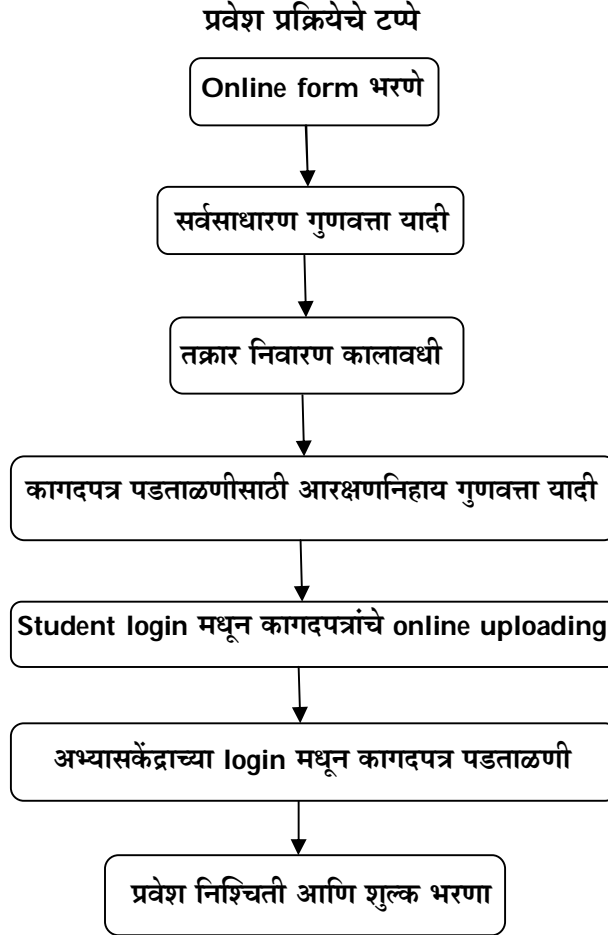 प्रवेश प्रक्रियेचे टप्पे
Online form भरणे
सर्वसाधारण गुणवत्ता यादी
तक्रार निवारण कालावधी
कागदपत्र पडताळणीसाठी आरक्षणनिहाय गुणवत्ता यादी
Student login मधून कागदपत्रांचे online uploading
अभ्यासकेंद्राच्या login मधून कागदपत्र पडताळणी
प्रवेश निश्चिती आणि शुल्क भरणा